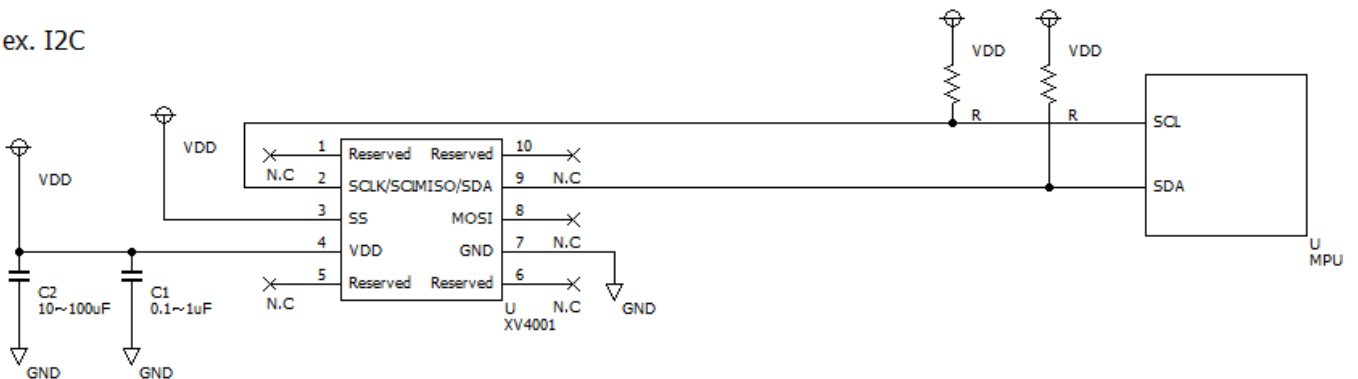 ex. I2C
VDD
VDD
VDD
VDD
R
R
SCL
SDA
U
MPU
1
Reserved
Reserved
10
N.C
2
SCLK/SCL
MISO/SDA
9
N.C
3
SS
MOSI
8
N.C
4
VDD
GND
7
5
Reserved
Reserved
6
N.C
N.C
GND
U
XV4001
C2
10~100uF
C1
0.1~1uF
GND
GND